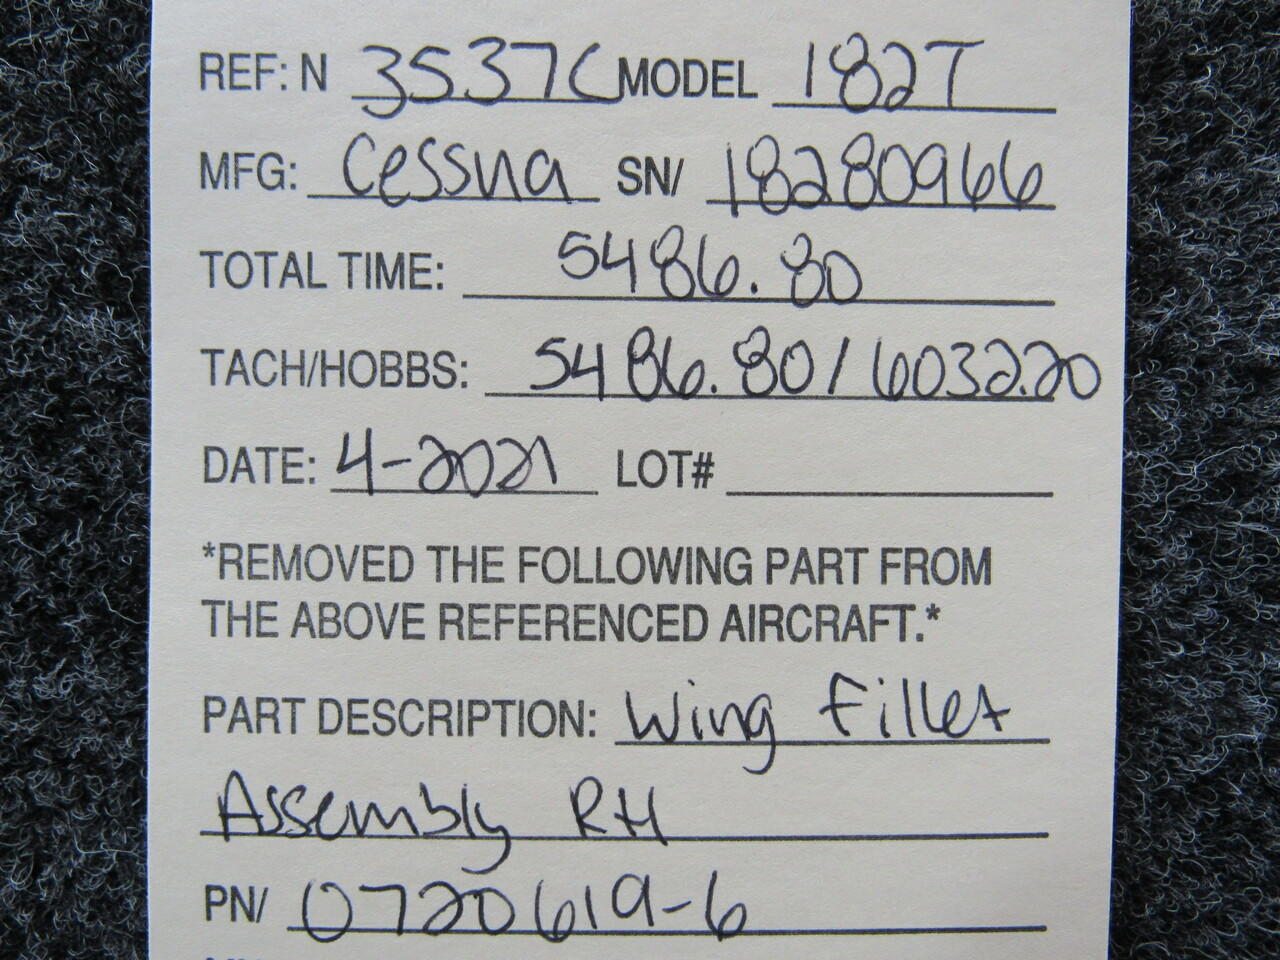 REF: N 3537C MODEL 182T
MFG: Cessna SN/ 18280966
TOTAL TIME: 5486.80
TACH/HOBBS: 5486.80/6032.20
DATE: 4-2021 LOT#
*REMOVED THE FOLLOWING PART FROM
THE ABOVE REFERENCED AIRCRAFT.*
PART DESCRIPTION: Wing Fillet
Assembly RH
PN/ 0720619-6